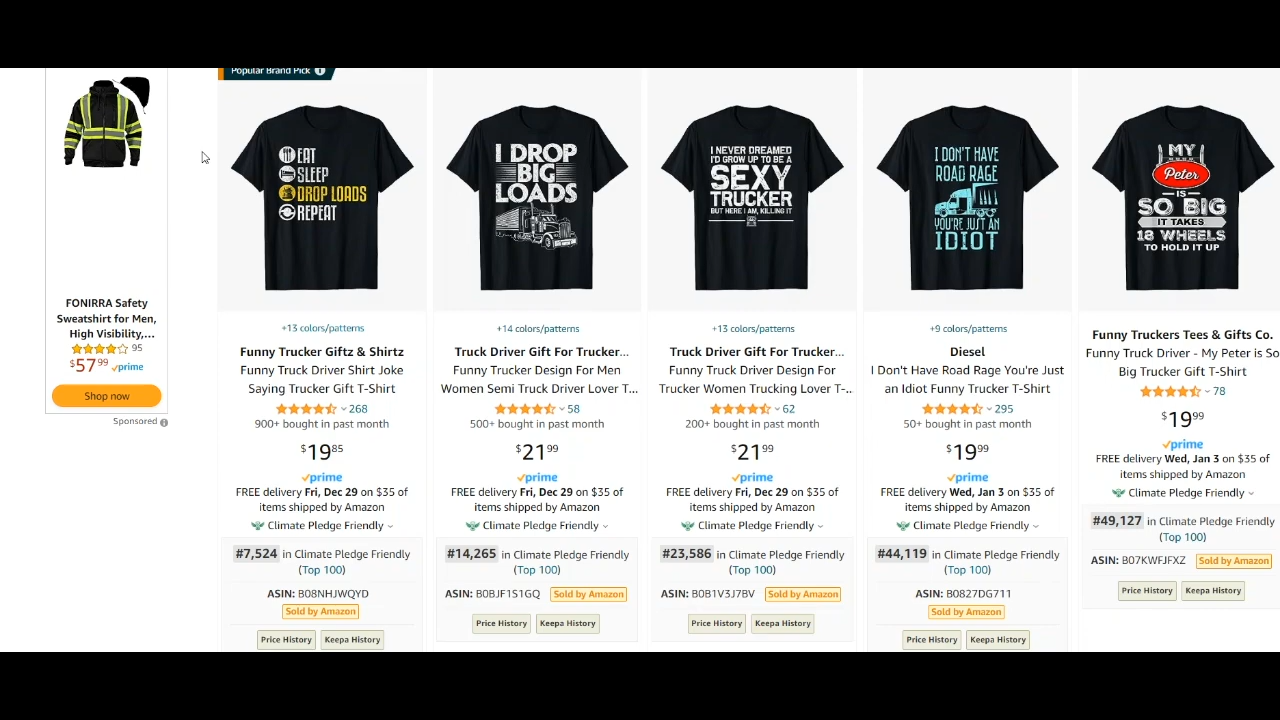 Popular Brand Pick
FONIRRA Safety
Sweatshirt for Men,
High Visibility,...
95
$57 99 prime
Shop now
Sponsored
EAT
SLEEP
DROP LOADS
REPEAT
+13 colors/patterns
Funny Trucker Giftz & Shirtz
Funny Truck Driver Shirt Joke
Saying Trucker Gift T-Shirt
268
900+ bought in past month
$19 85
prime
FREE delivery Fri, Dec 29 on $35 of
items shipped by Amazon
Climate Pledge Friendly
#7,524 in Climate Pledge Friendly
(Top 100)
ASIN: B08NHJWQYD
Sold by Amazon
Price History Keepa History
I DROP
BIG
LOADS
+14 colors/patterns
Truck Driver Gift For Trucker...
Funny Trucker Design For Men
Women Semi Truck Driver Lover T...
58
500+ bought in past month
$21 99
prime
FREE delivery Fri, Dec 29 on $35 of
items shipped by Amazon
Climate Pledge Friendly
#14,265 in Climate Pledge Friendly
(Top 100)
ASIN: B0BJF1S1GQ Sold by Amazon
Price History Keepa History
I NEVER DREAMED
I'D GROW UP TO BE A
SEXY
TRUCKER
BUT HERE I AM, KILLING IT
+13 colors/patterns
Truck Driver Gift For Trucker...
Funny Truck Driver Design For
Trucker Women Trucking Lover T-...
62
200+ bought in past month
$21 99
prime
FREE delivery Fri, Dec 29 on $35 of
items shipped by Amazon
Climate Pledge Friendly
#23,586 in Climate Pledge Friendly
(Top 100)
ASIN: B0B1V3J7BV Sold by Amazon
Price History Keepa History
I DON'T HAVE
ROAD RAGE
YOU'RE JUST AN
IDIOT
+9 colors/patterns
Diesel
I Don't Have Road Rage You're Just
an Idiot Funny Trucker T-Shirt
295
50+ bought in past month
$19 99
prime
FREE delivery Wed, Jan 3 on $35 of
items shipped by Amazon
Climate Pledge Friendly
#44,119 in Climate Pledge Friendly
(Top 100)
ASIN: B0827DG711
Sold by Amazon
Price History Keepa History
MY
Peter
IS
SO BIG
IT TAKES
18 WHEELS
TO HOLD IT UP
Funny Truckers Tees & Gifts Co.
Funny Truck Driver - My Peter is So
Big Trucker Gift T-Shirt
78
$19 99
prime
FREE delivery Wed, Jan 3 on $35 of
items shipped by Amazon
Climate Pledge Friendly
#49,127 in Climate Pledge Friendly
(Top 100)
ASIN: B07KWFJFXZ Sold by Amazon
Price History Keepa History